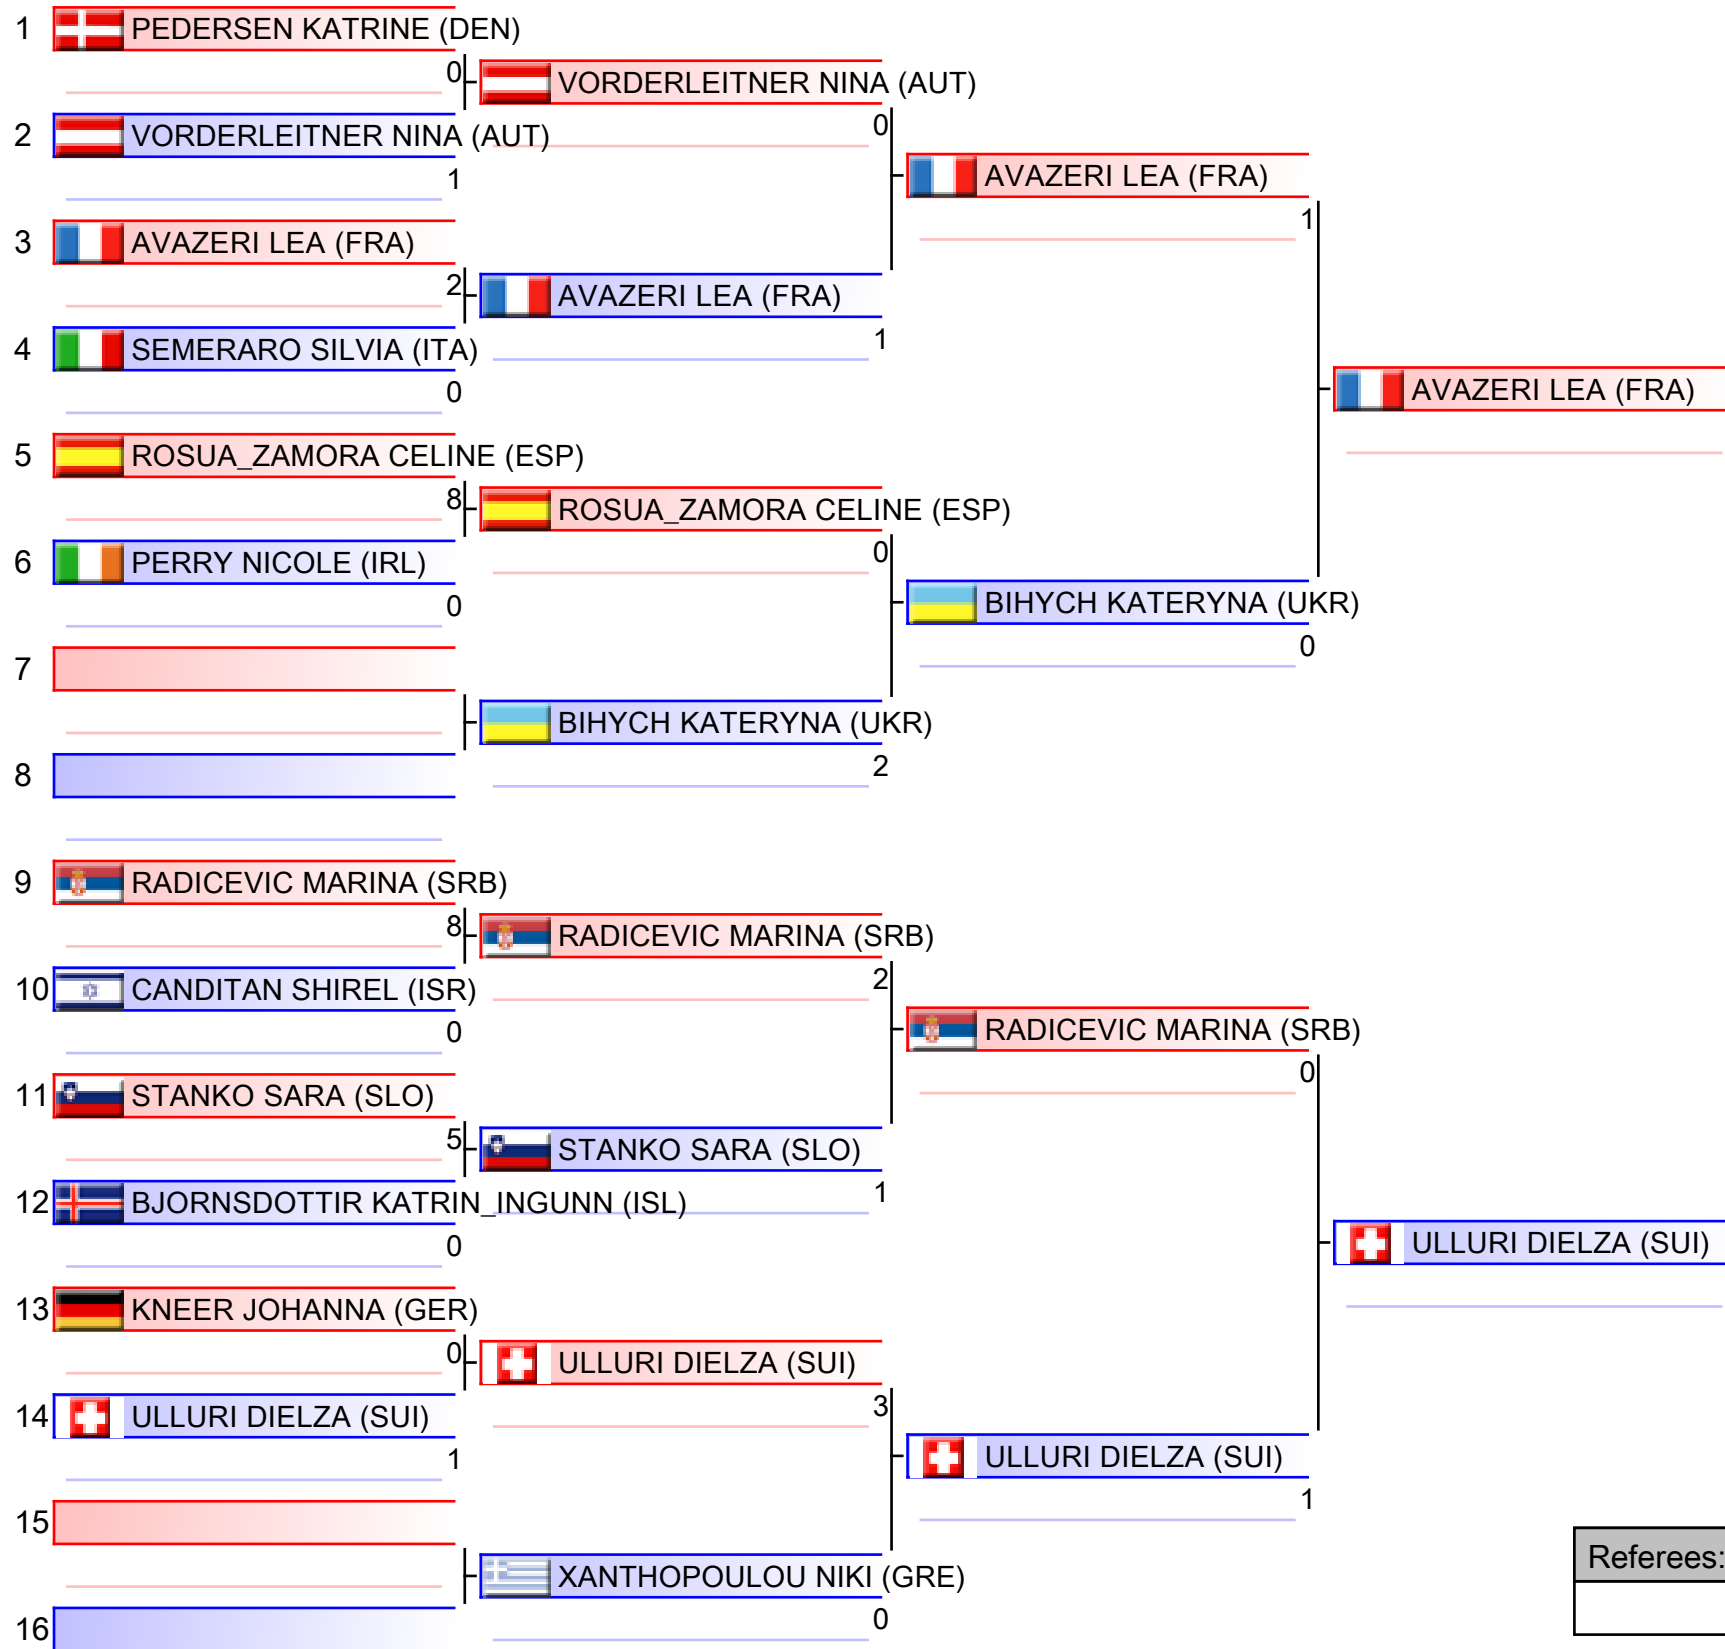 1 PEDERSEN KATRINE (DEN)
0 VORDERLEITNER NINA (AUT)
2 VORDERLEITNER NINA (AUT) 0
1 AVAZERI LEA (FRA)
3 AVAZERI LEA (FRA) 1
2 AVAZERI LEA (FRA)
4 SEMERARO SILVIA (ITA) 1
0 AVAZERI LEA (FRA)
5 ROSUA_ZAMORA CELINE (ESP)
8 ROSUA_ZAMORA CELINE (ESP)
6 PERRY NICOLE (IRL) 0
0 BIHYCH KATERYNA (UKR)
7 0
BIHYCH KATERYNA (UKR)
8 2
9 RADICEVIC MARINA (SRB)
8 RADICEVIC MARINA (SRB)
10 CANDITAN SHIREL (ISR) 2
0 RADICEVIC MARINA (SRB)
11 STANKO SARA (SLO) 0
5 STANKO SARA (SLO)
12 BJORNSDOTTIR KATRIN_INGUNN (ISL) 1
0 ULLURI DIELZA (SUI)
13 KNEER JOHANNA (GER)
0 ULLURI DIELZA (SUI)
14 ULLURI DIELZA (SUI) 3
1 ULLURI DIELZA (SUI)
15 1
XANTHOPOULOU NIKI (GRE) Referees:
16 0